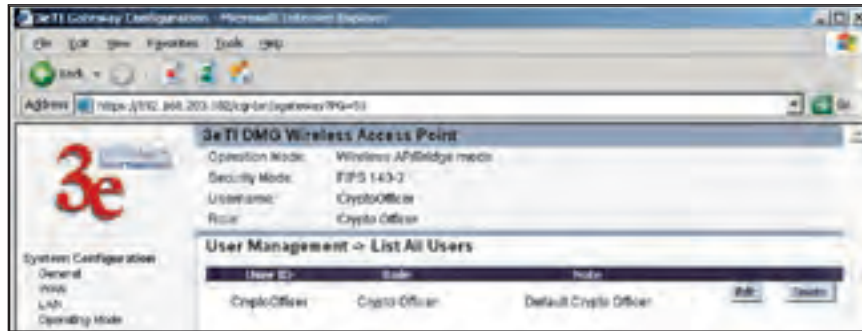 3eTI Gateway Configuration - Microsoft Internet Explorer
File Edit View Favorites Tools Help
Back
Address
3eTI DMG Wireless Access Point
Operation Mode: Wireless AP/Bridge mode
Security Mode: FIPS 140-2
Username: CryptoOfficer
Role: Crypto Officer
3e
User Management -> List All Users
System Configuration
General
WAN
LAN
Operating Mode
User ID Role Note
CryptoOfficer Crypto Officer Default Crypto Officer Edit Delete